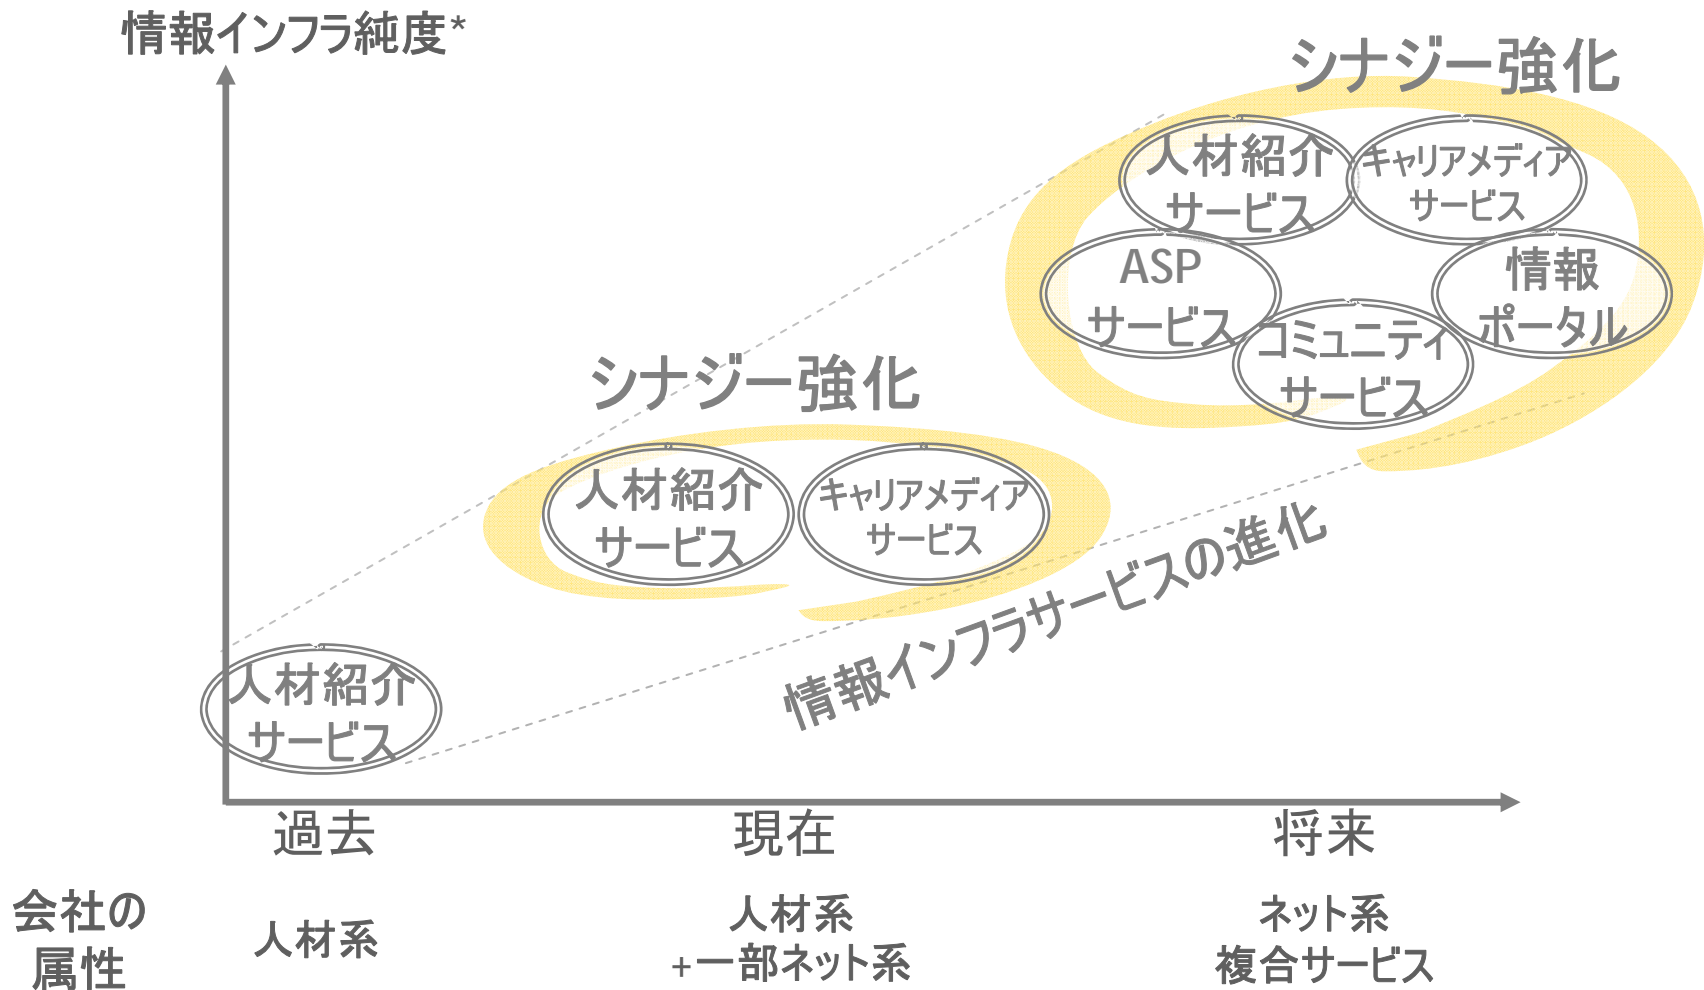 情報インフラ純度*
シナジー強化
人材紹介
サービス
キャリアメディア
サービス
ASP
サービス
情報
ポータル
コミュニティ
サービス
シナジー強化
人材紹介
サービス
キャリアメディア
サービス
情報インフラサービスの進化
人材紹介
サービス
過去
現在
将来
会社の
属性
人材系
人材系
+一部ネット系
ネット系
複合サービス